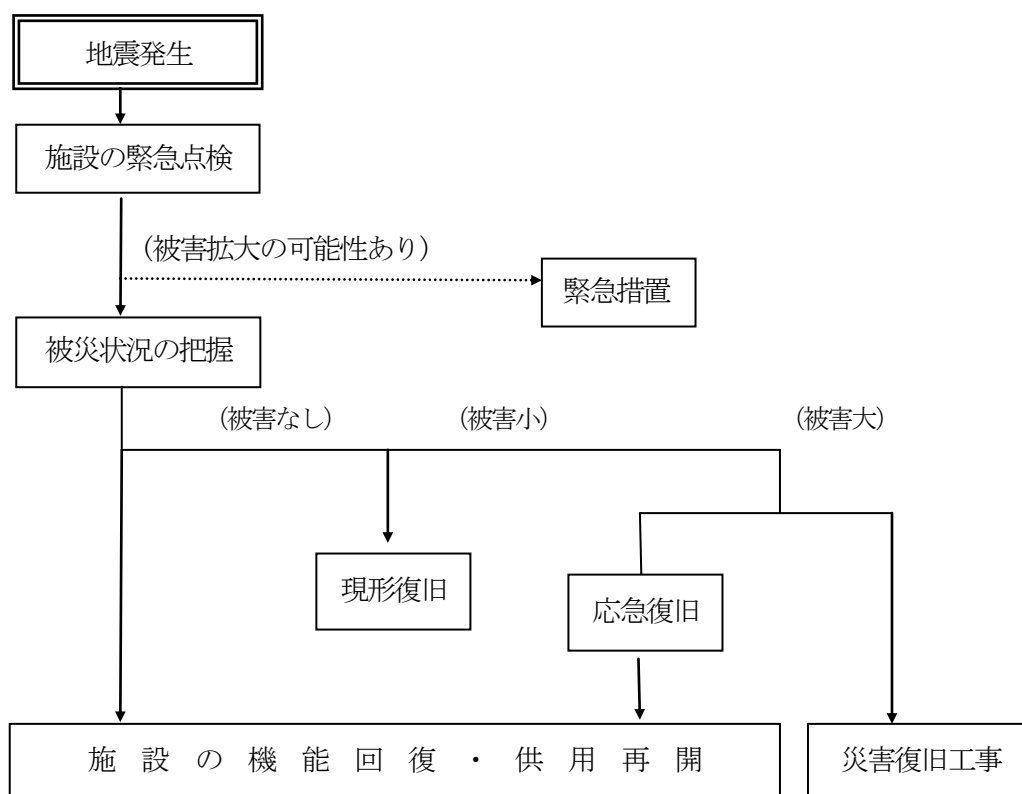 地震発生
施設の緊急点検
（被害拡大の可能性あり）
緊急措置
被災状況の把握
（被害なし）
（被害小）
（被害大）
現形復旧
応急復旧
施設の機能回復・供用再開
災害復旧工事